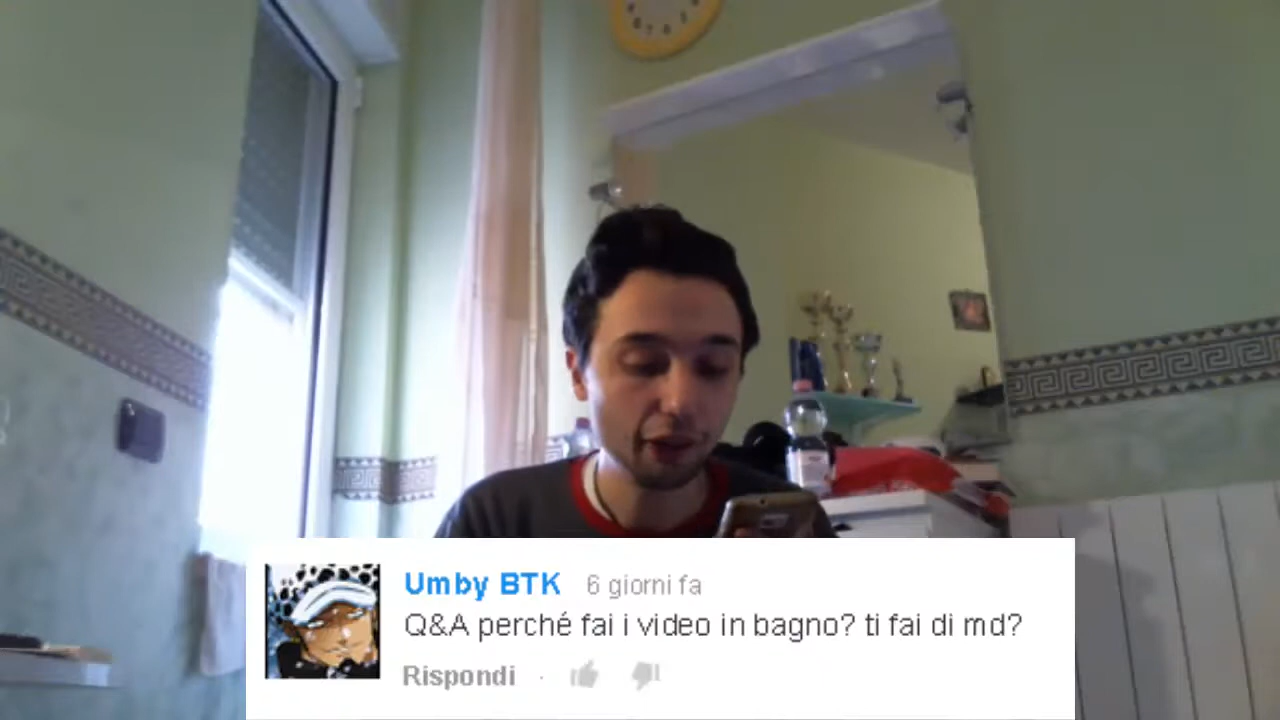 Umby BTK 6 giorni fa
Q&A perché fai i video in bagno? ti fai di md?
Rispondi